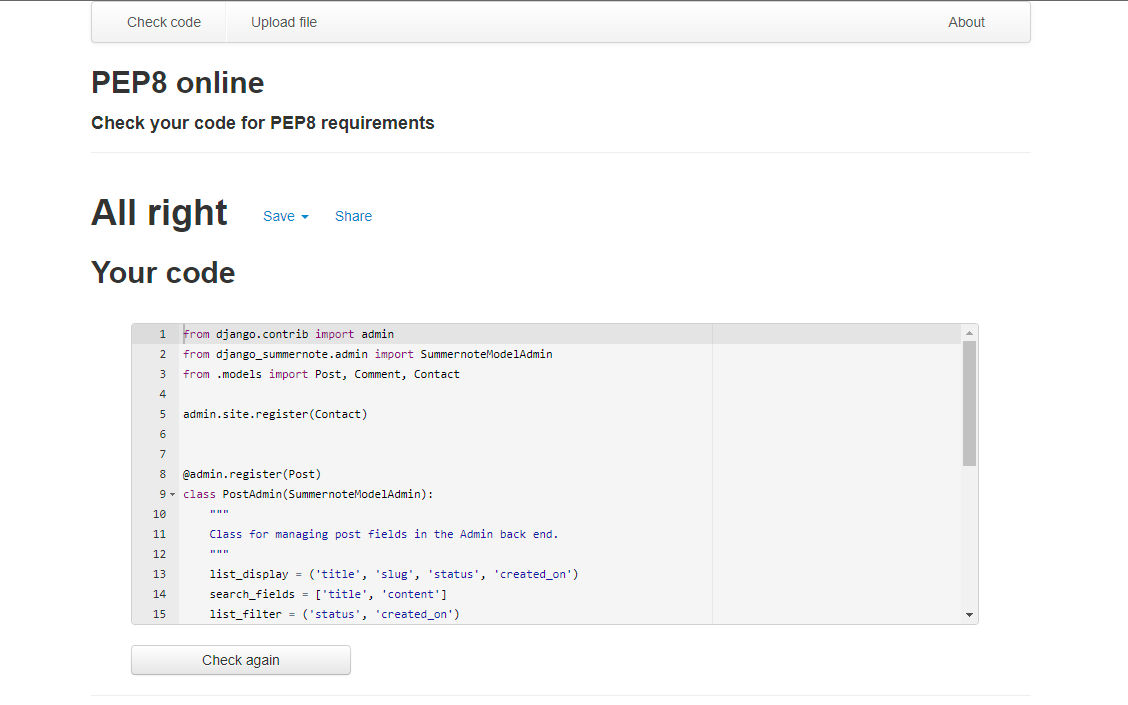 Check code Upload file About
PEP8 online
Check your code for PEP8 requirements
All right Save Share
Your code
1 from django.contrib import admin
2 from django_summernote.admin import SummernoteModelAdmin
3 from .models import Post, Comment, Contact
4
5 admin.site.register(Contact)
6
7
8 @admin.register(Post)
9 class PostAdmin(SummernoteModelAdmin):
10 """
11 Class for managing post fields in the Admin back end.
12 """
13 list_display = ('title', 'slug', 'status', 'created_on')
14 search_fields = ['title', 'content']
15 list_filter = ('status', 'created_on')
Check again